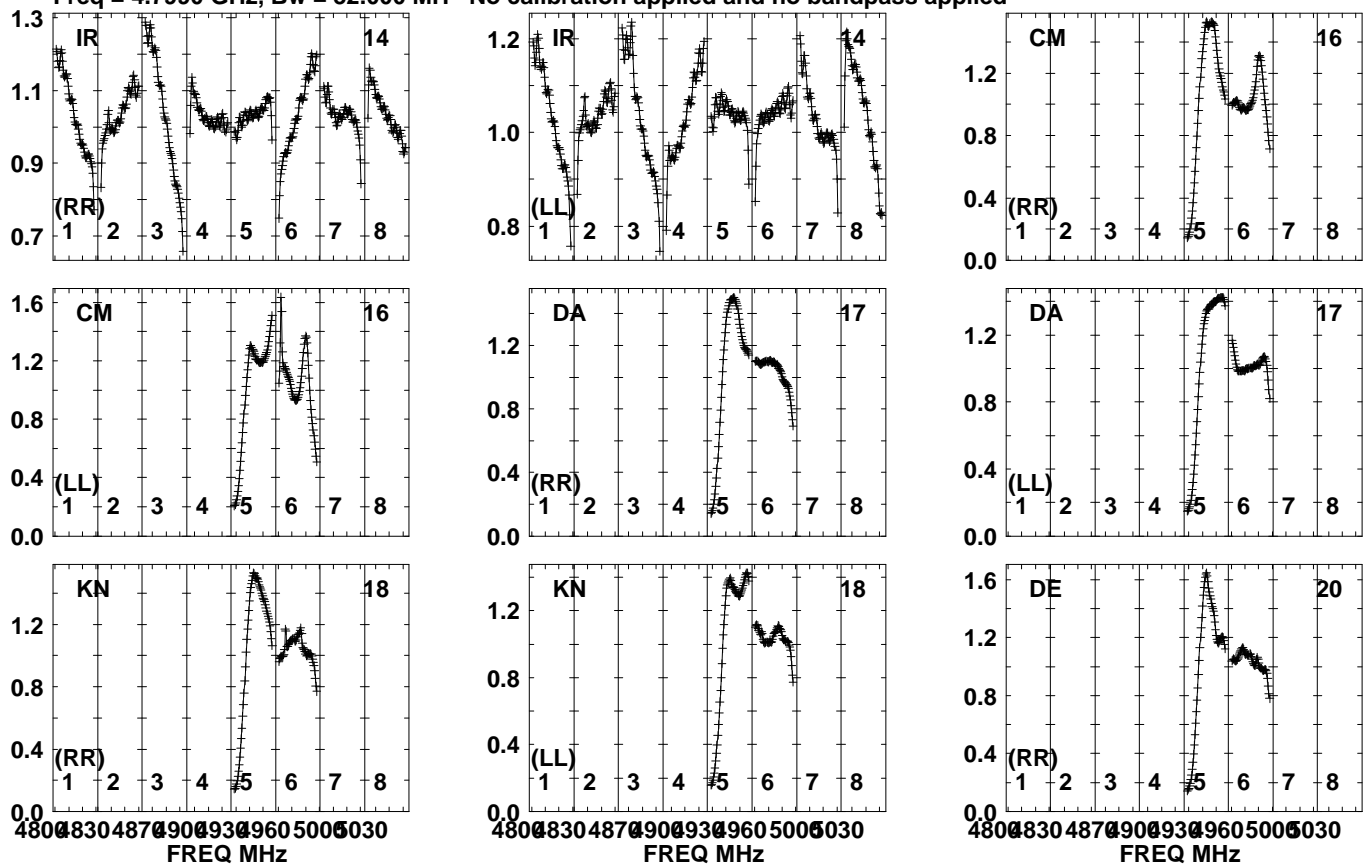 Freq = GHz, Bw = 32.000 MH No calibration applied and no bandpass applied
1.3 IR 14
1.1
0.9
0.7
(RR)
1 2 3 4 5 6 7 8
1.2 IR 14
1.0
0.8
(LL)
1 2 3 4 5 6 7 8
CM 16
1.2
0.8
0.4
0.0
(RR)
1 2 3 4 5 6 7 8
1.6 CM 16
1.2
0.8
0.4
0.0
(LL)
1 2 3 4 5 6 7 8
DA 17
1.2
0.8
0.4
0.0
(RR)
1 2 3 4 5 6 7 8
DA 17
1.2
0.8
0.4
0.0
(LL)
1 2 3 4 5 6 7 8
KN 18
1.2
0.8
0.4
0.0
(RR)
1 2 3 4 5 6 7 8
4800 4830 4870 4900 4930 4960 5000 5030
FREQ MHz
KN 18
1.2
0.8
0.4
0.0
(LL)
1 2 3 4 5 6 7 8
4800 4830 4870 4900 4930 4960 5000 5030
FREQ MHz
1.6 DE 20
1.2
0.8
0.4
0.0
(RR)
1 2 3 4 5 6 7 8
4800 4830 4870 4900 4930 4960 5000 5030
FREQ MHz